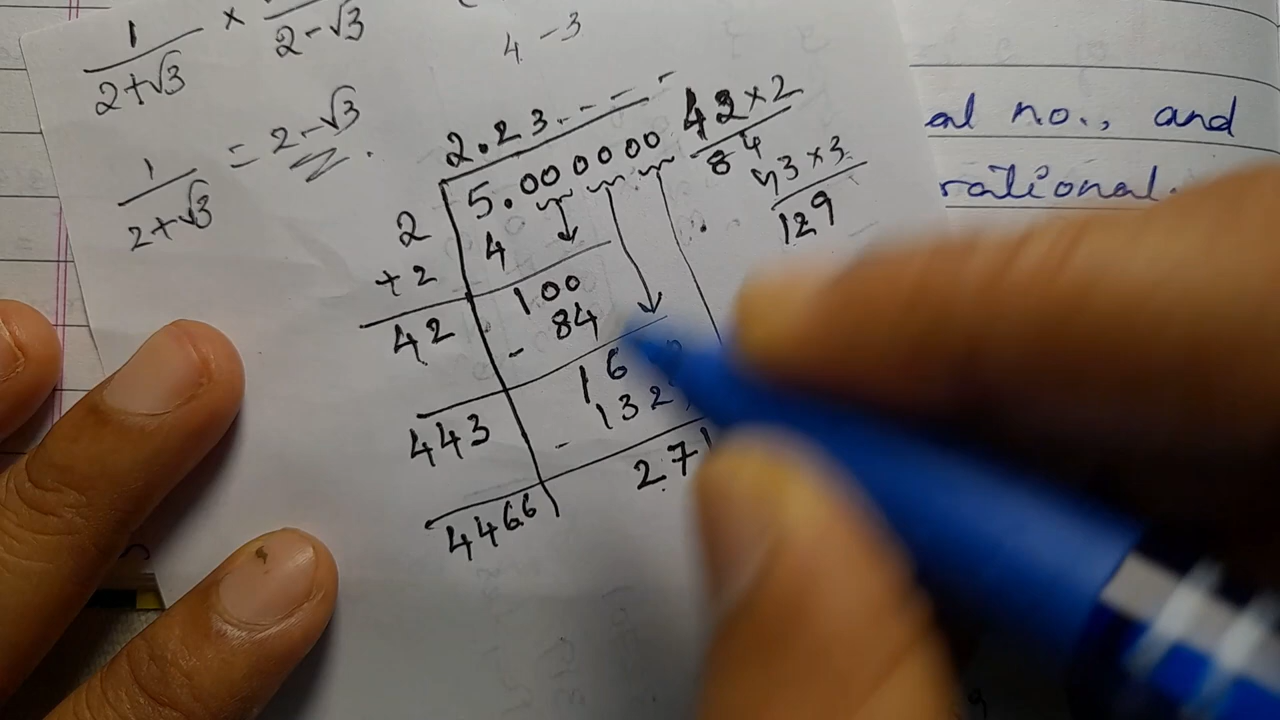 1/(2+√3) × /2-√3
4 - 3
1/(2+√3) = 2-√3.
2.23.----
2 5.000000
+2 4
42 100
- 84
443 16
- 132
4466 271
42×2
84
43×3
129
al no., and
rational.